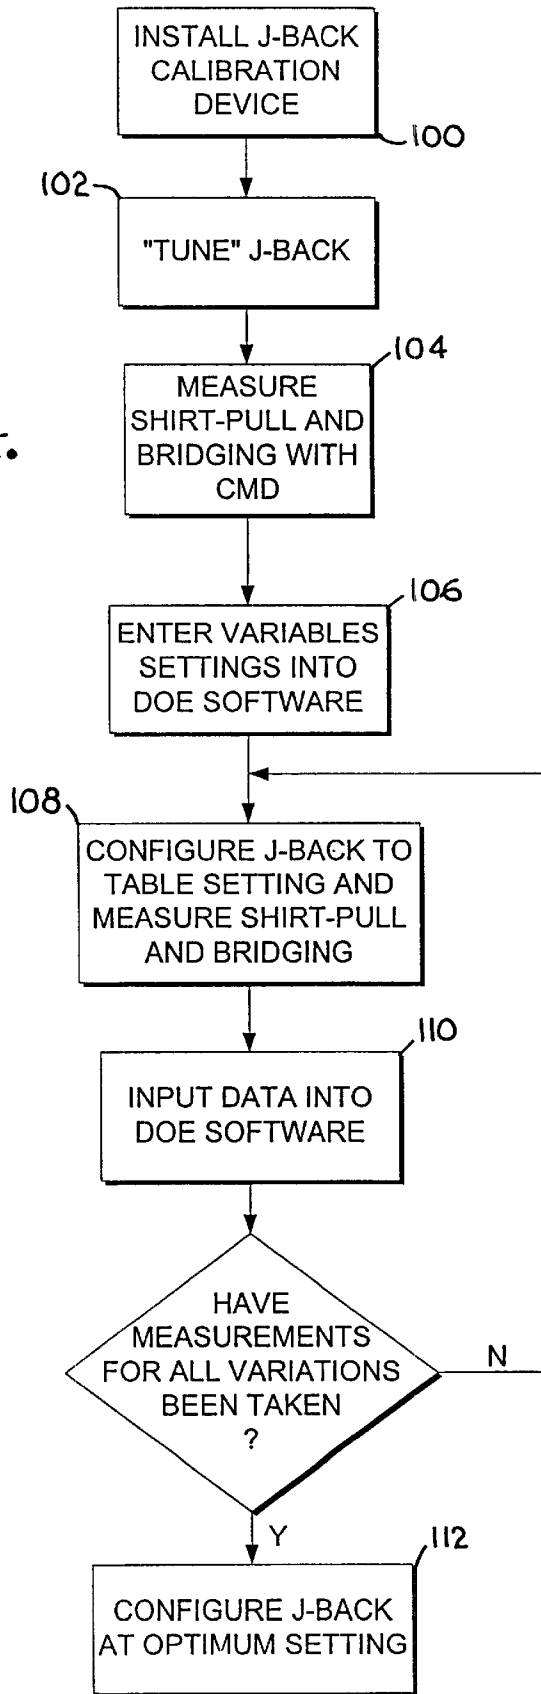 INSTALL J-BACK
CALIBRATION
DEVICE
100
102
"TUNE" J-BACK
104
MEASURE
SHIRT-PULL AND
BRIDGING WITH
CMD
106
ENTER VARIABLES
SETTINGS INTO
DOE SOFTWARE
108
CONFIGURE J-BACK TO
TABLE SETTING AND
MEASURE SHIRT-PULL
AND BRIDGING
110
INPUT DATA INTO
DOE SOFTWARE
HAVE
MEASUREMENTS
FOR ALL VARIATIONS
BEEN TAKEN
?
N
Y
112
CONFIGURE J-BACK
AT OPTIMUM SETTING